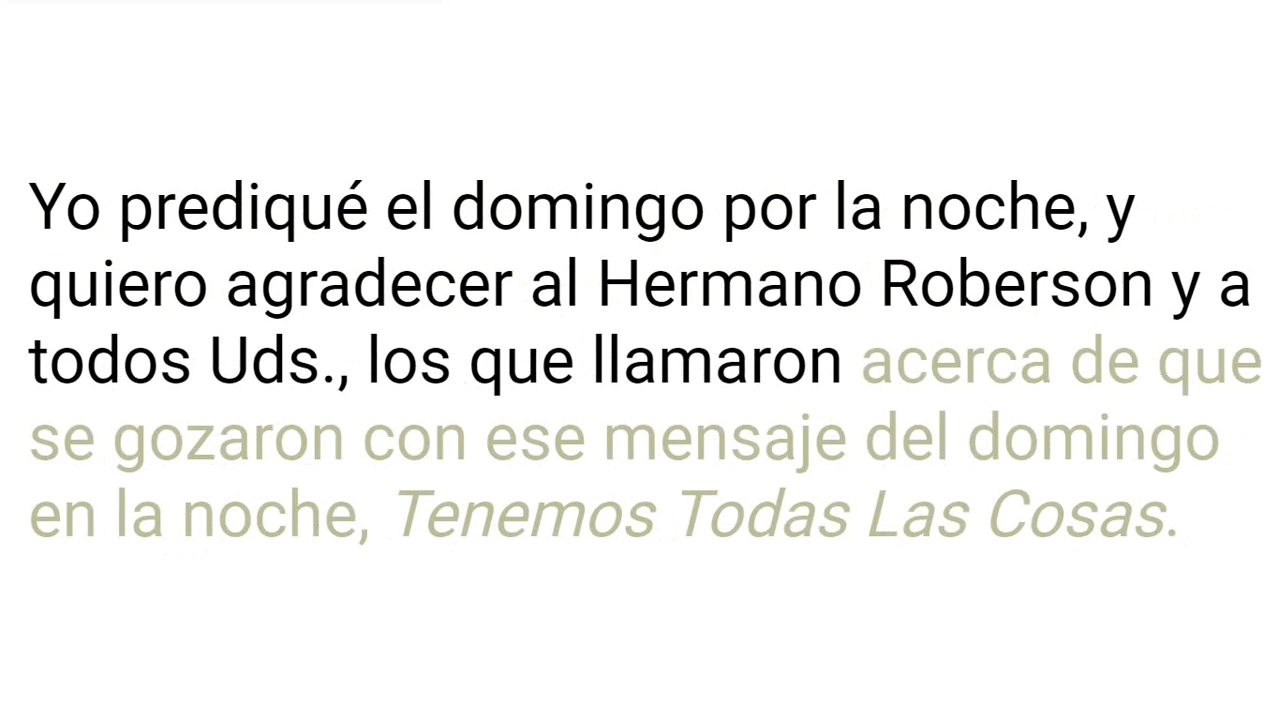 Yo prediqué el domingo por la noche, y
quiero agradecer al Hermano Roberson y a
todos Uds., los que llamaron acerca de que
se gozaron con ese mensaje del domingo
en la noche, Tenemos Todas Las Cosas.